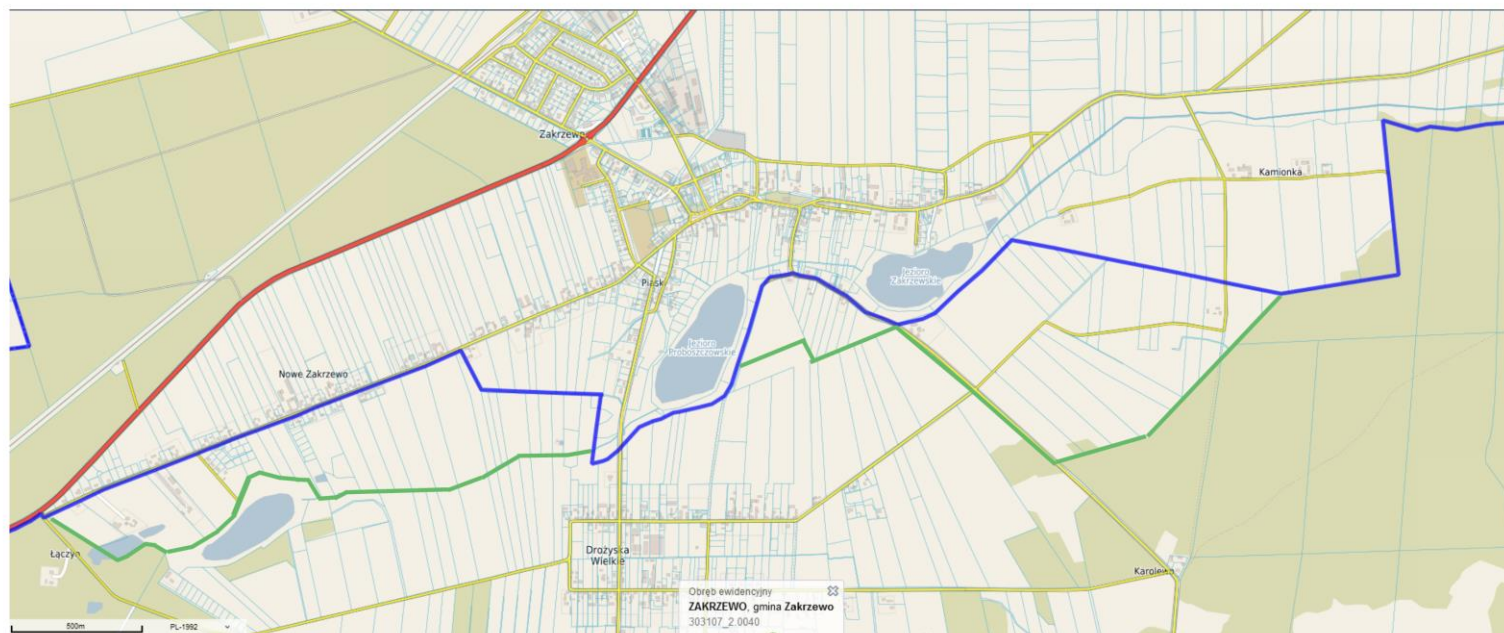 Zakrzewo
Kamionka
Jezioro
Zakrzewskie
Piaski
Jezioro
Proboszczowskie
Nowe Zakrzewo
Łączyn
Drożyska
Wielkie
Karolewo
Obręb ewidencyjny
ZAKRZEWO, gmina Zakrzewo
303107_2.0040
500m
PL-1992